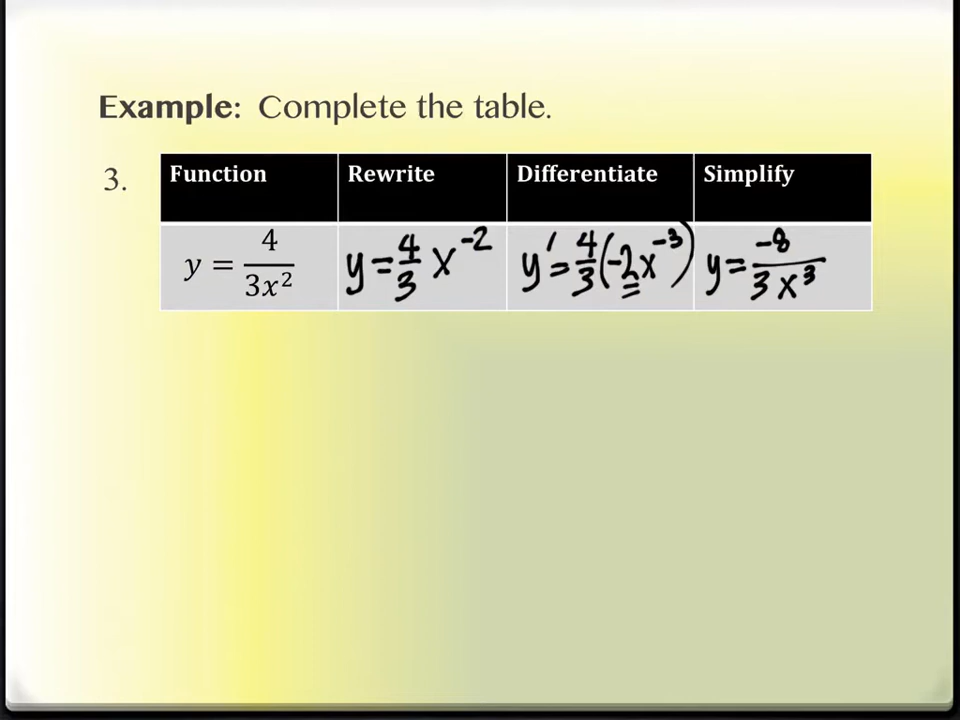 Example: Complete the table.
3.
Function Rewrite Differentiate Simplify
y = 4/(3x²) y = 4/3 x⁻² y' = 4/3 (-2x⁻³) y = -8/(3x³)